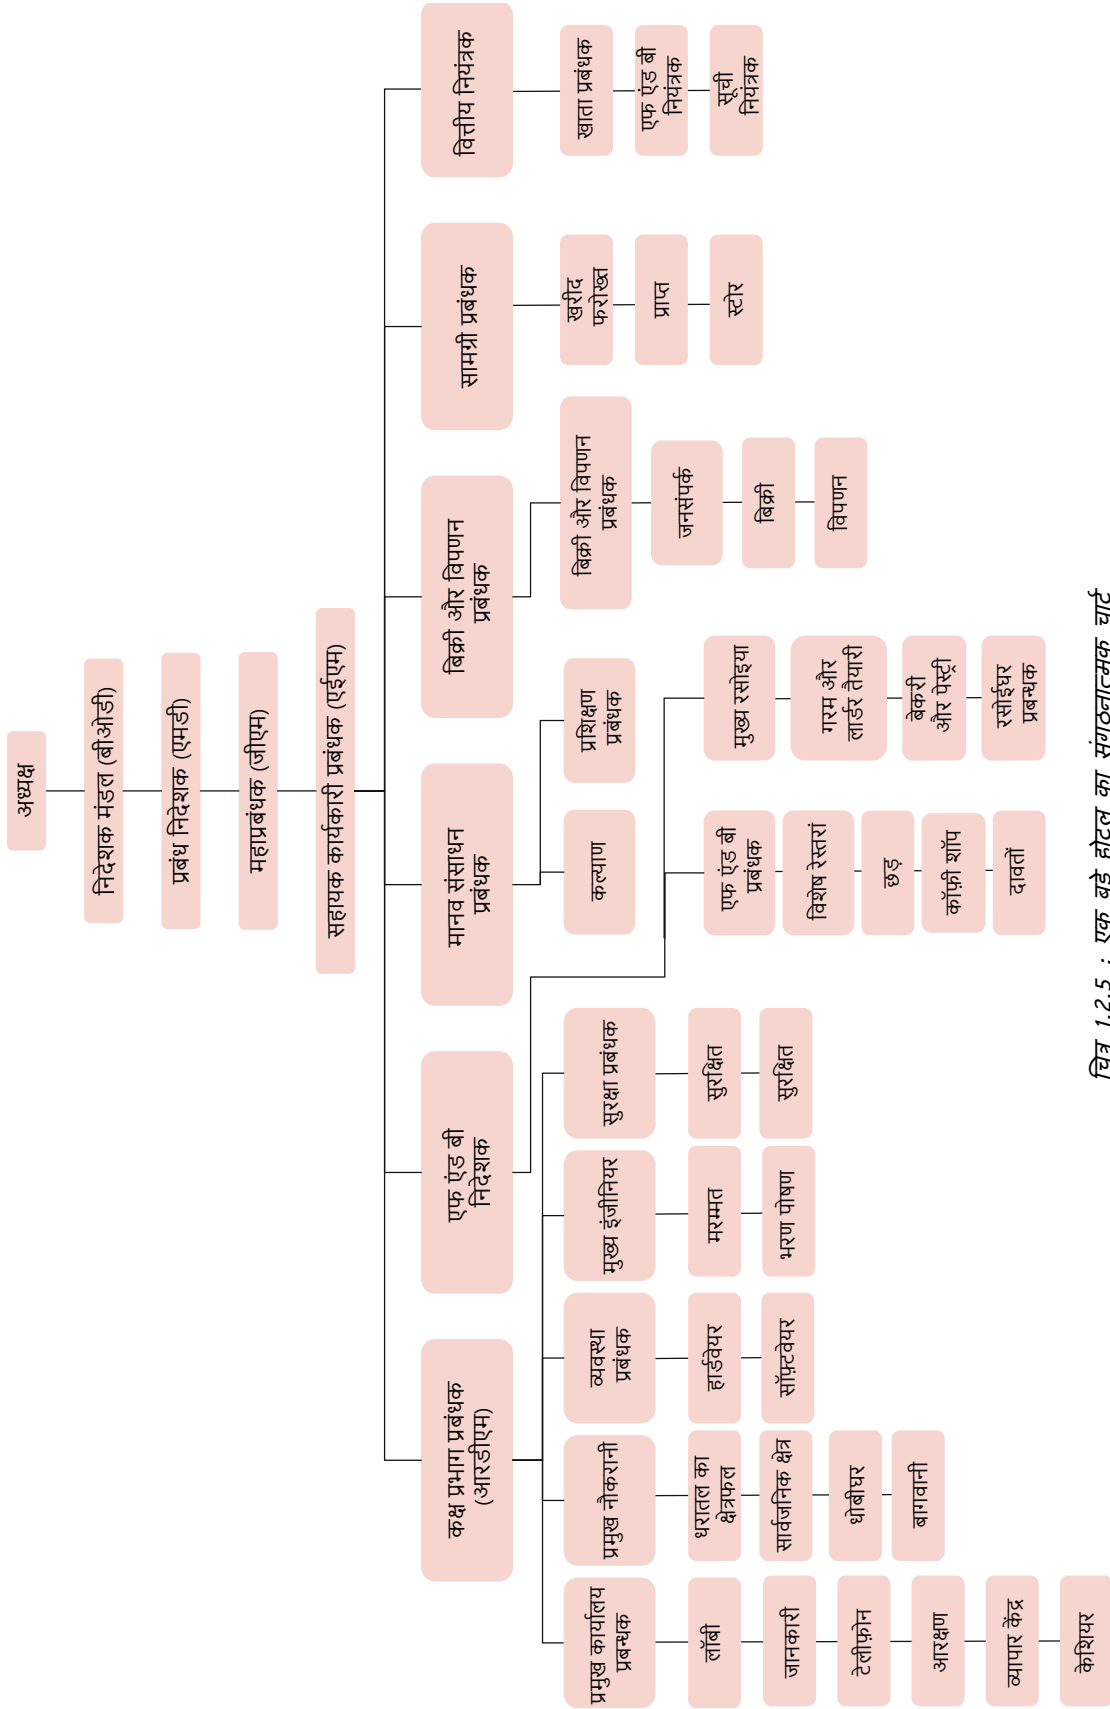 अध्यक्ष
निदेशक मंडल (बीओडी)
प्रबंध निदेशक (एमडी)
महाप्रबंधक (जीएम)
सहायक कार्यकारी प्रबंधक (एईएम)
कक्ष प्रभाग प्रबंधक
(आरडीएम)
एफ एंड बी
निदेशक
मानव संसाधन
प्रबंधक
बिक्री और विपणन
प्रबंधक
सामग्री प्रबंधक
वित्तीय नियंत्रक
प्रमुख कार्यालय
प्रबन्धक
लॉबी
जानकारी
टेलीफ़ोन
आरक्षण
व्यापार केंद्र
केशियर
प्रमुख नौकरानी
धरातल का
क्षेत्रफल
सार्वजनिक क्षेत्र
धोबीघर
बागवानी
व्यवस्था
प्रबंधक
हार्डवेयर
सॉफ़्टवेयर
मुख्य इंजीनियर
मरम्मत
भरण पोषण
सुरक्षा प्रबंधक
सुरक्षित
सुरक्षित
एफ एंड बी
प्रबंधक
विशेष रेस्तरां
छड़
कॉफ़ी शॉप
दावतों
मुख्य रसोइया
गरम और
लार्डर तैयारी
बेकरी
और पेस्ट्री
रसोईघर
प्रबन्धक
कल्याण
प्रशिक्षण
प्रबंधक
बिक्री और विपणन
प्रबंधक
जनसंपर्क
बिक्री
विपणन
खरीद
फरोख्त
प्राप्त
स्टोर
खाता प्रबंधक
एफ एंड बी
नियंत्रक
सूची
नियंत्रक
चित्र 1.2.5 : एक बड़े होटल का संगठनात्मक चार्ट